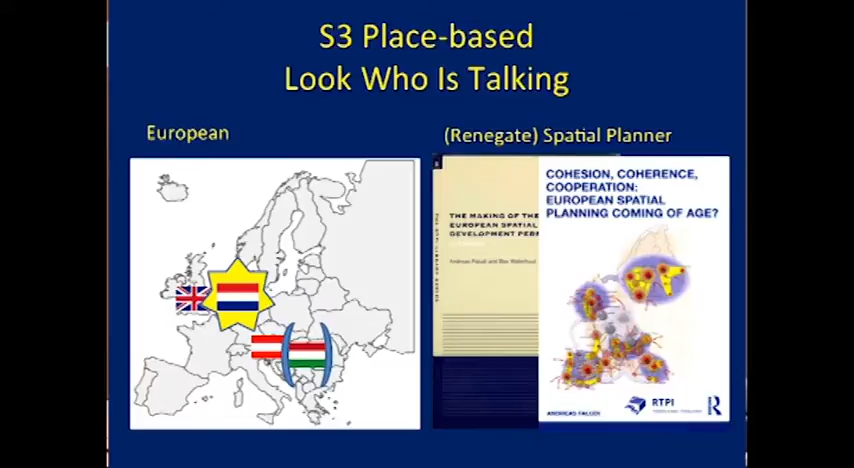 S3 Place-based
Look Who Is Talking
European
(Renegate) Spatial Planner
THE MAKING OF THE
EUROPEAN SPATIAL
DEVELOPMENT PER
Andreas Faludi and Bas Waterhout
COHESION, COHERENCE,
COOPERATION:
EUROPEAN SPATIAL
PLANNING COMING OF AGE?
ANDREAS FALUDI
RTPI
R